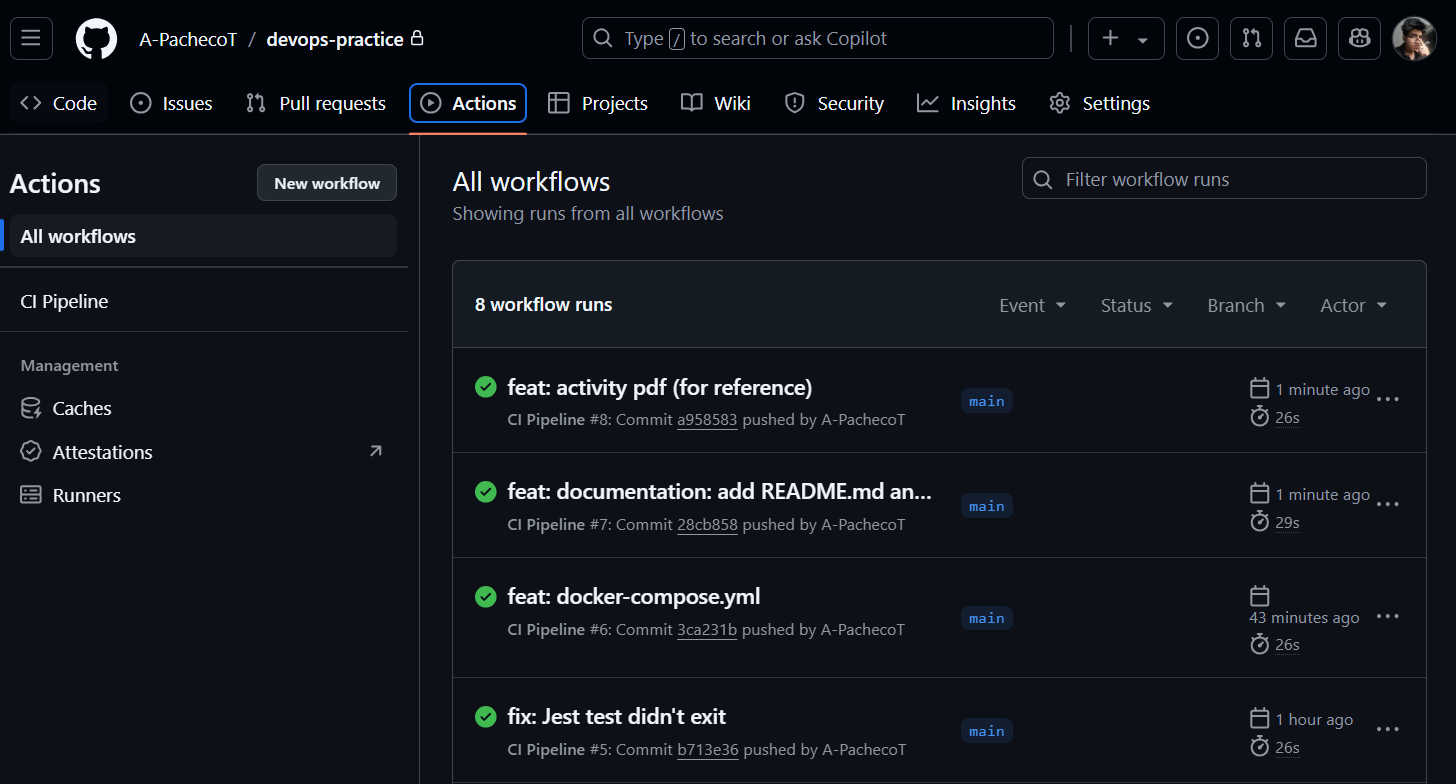 A-PachecoT / devops-practice
Type / to search or ask Copilot
Code
Issues
Pull requests
Actions
Projects
Wiki
Security
Insights
Settings
Actions
New workflow
All workflows
CI Pipeline
Management
Caches
Attestations
Runners
All workflows
Showing runs from all workflows
Filter workflow runs
8 workflow runs
Event
Status
Branch
Actor
feat: activity pdf (for reference)
CI Pipeline #8: Commit a958583 pushed by A-PachecoT
main
1 minute ago
26s
feat: documentation: add README.md an...
CI Pipeline #7: Commit 28cb858 pushed by A-PachecoT
main
1 minute ago
29s
feat: docker-compose.yml
CI Pipeline #6: Commit 3ca231b pushed by A-PachecoT
main
43 minutes ago
26s
fix: Jest test didn't exit
CI Pipeline #5: Commit b713e36 pushed by A-PachecoT
main
1 hour ago
26s